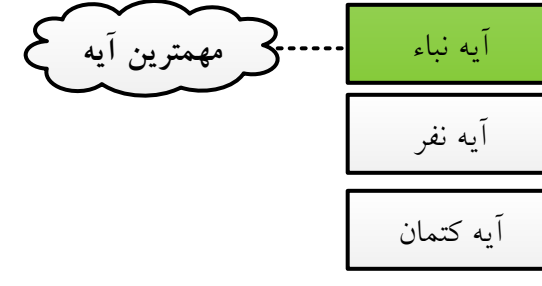 آیه نباء
مهمترین آیه
آیه نفر
آیه کتمان